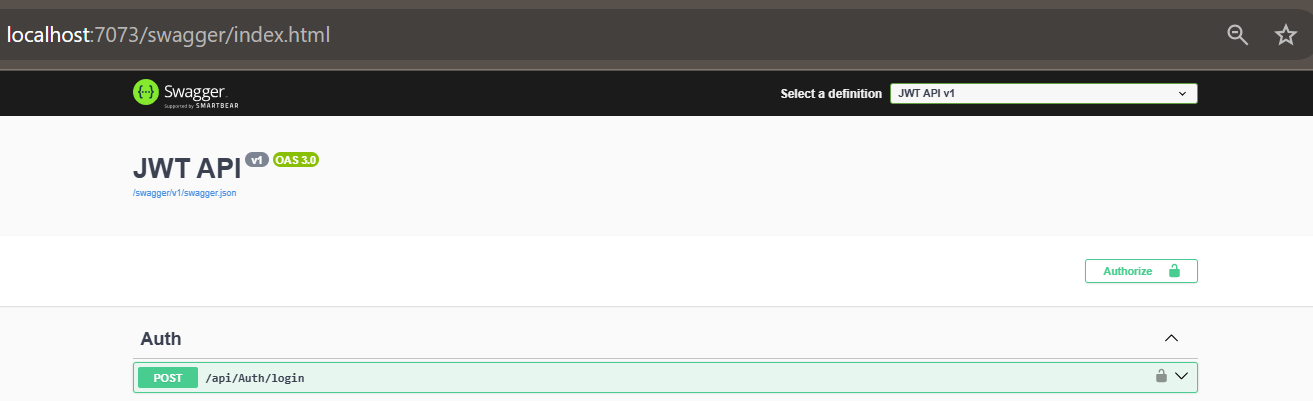 localhost:7073/swagger/index.html
Swagger. Supported by SMARTBEAR
Select a definition JWT API v1
JWT API v1 OAS 3.0
/swagger/v1/swagger.json
Authorize
Auth
POST /api/Auth/login